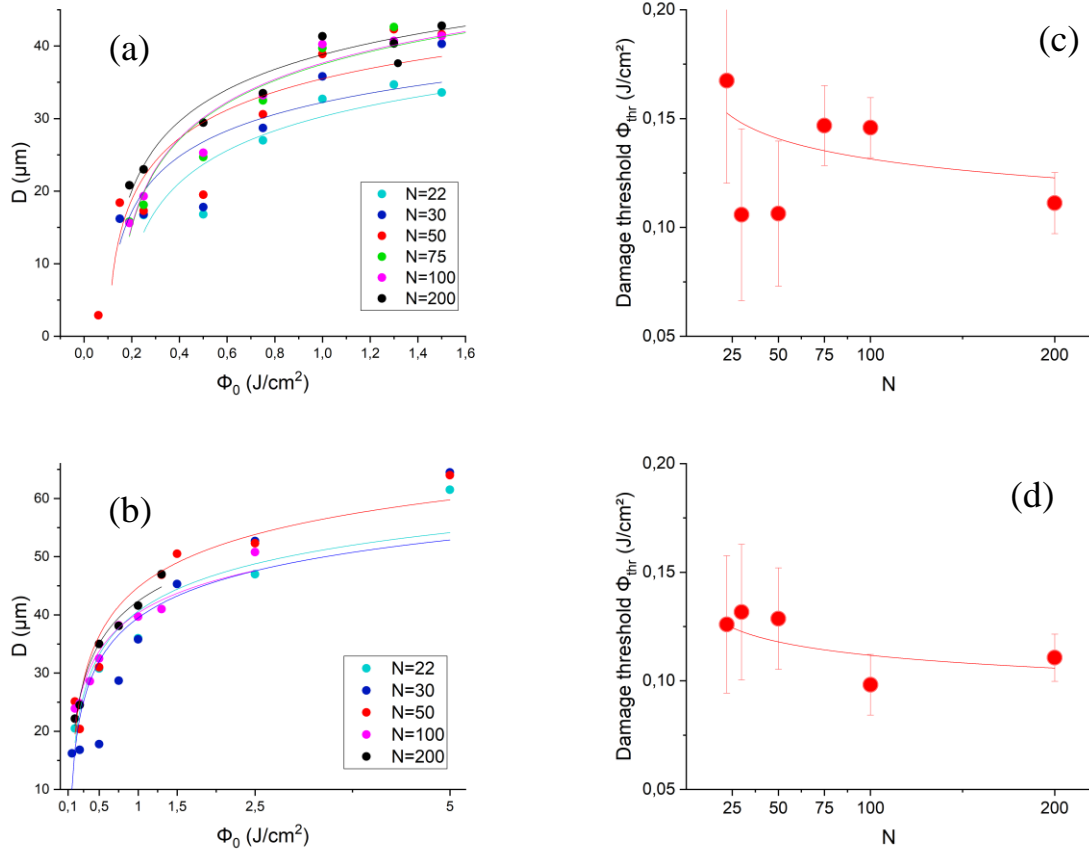 (a)
D (μm)
40
30
20
10
0
N=22
N=30
N=50
N=75
N=100
N=200
0,0 0,2 0,4 0,6 0,8 1,0 1,2 1,4 1,6
Φ0 (J/cm²)
(c)
Damage threshold Φthr (J/cm²)
0,20
0,15
0,10
0,05
25 50 75 100 200
N
(b)
D (μm)
60
50
40
30
20
10
N=22
N=30
N=50
N=100
N=200
0,1 0,5 1 1,5 2,5 5
Φ0 (J/cm²)
(d)
Damage threshold Φthr (J/cm²)
0,20
0,15
0,10
0,05
25 50 75 100 200
N